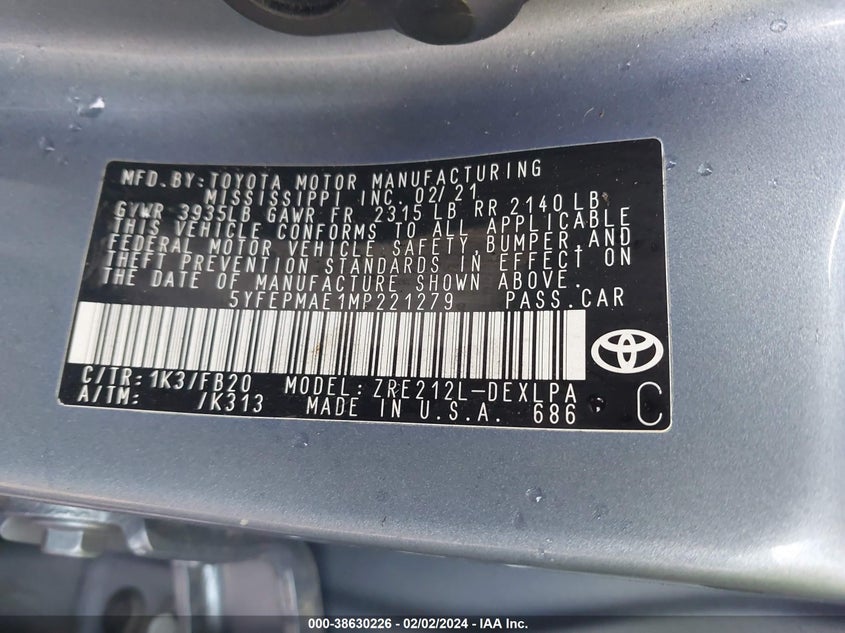 MFD.BY:TOYOTA MOTOR MANUFACTURING
MISSISSIPPI INC. 02/21
GVWR 3935LB GAWR FR 2315 LB RR 2140 LB
THIS VEHICLE CONFORMS TO ALL APPLICABLE
FEDERAL MOTOR VEHICLE SAFETY,BUMPER,AND
THEFT PREVENTION STANDARDS IN EFFECT ON
THE DATE OF MANUFACTURE SHOWN ABOVE.
5YFEPMAE1MP221279 PASS.CAR
C/TR: 1K3/FB20 MODEL: ZRE212L-DEXLPA
A/TM: /K313 MADE IN U.S.A. 686
C
000-38630226 - 02/02/2024 - IAA Inc.